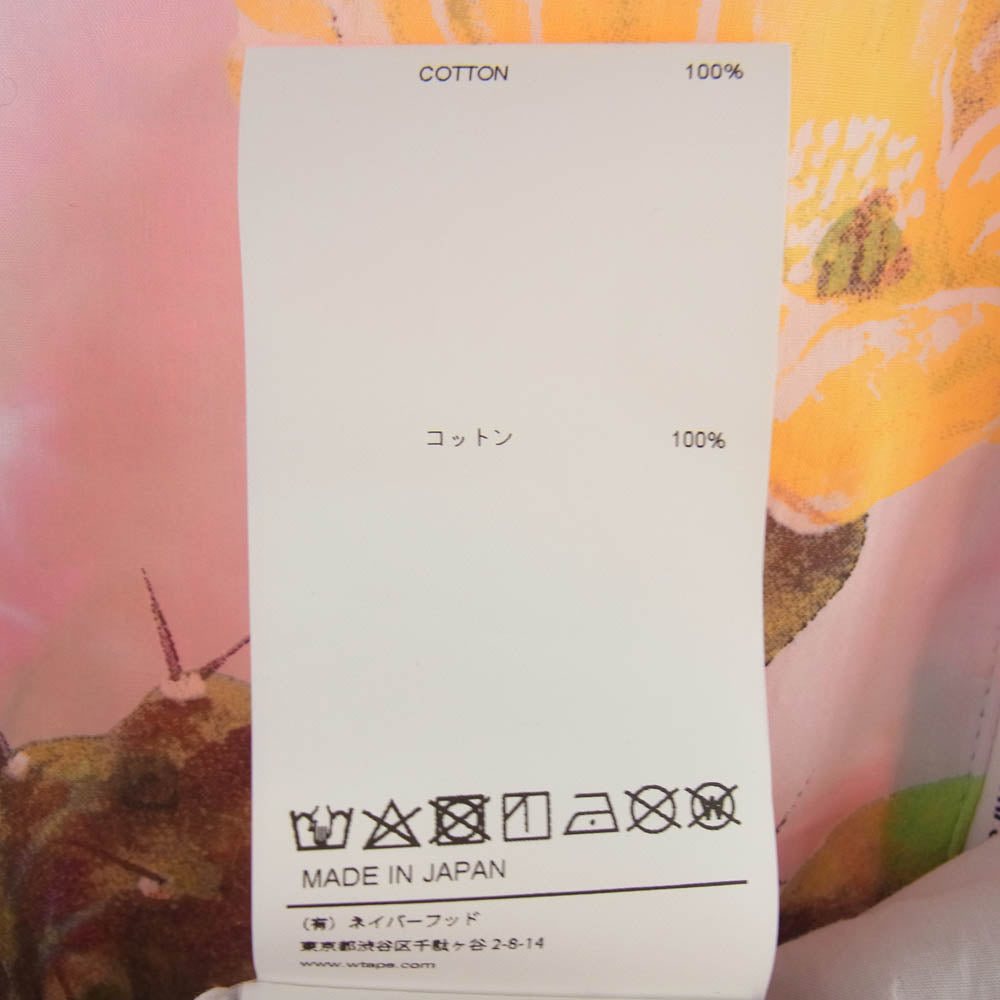 COTTON 100%
コットン 100%
W
MADE IN JAPAN
(有) ネイバーフッド
東京都渋谷区千駄ヶ谷 2-8-14
www.wtaps.com